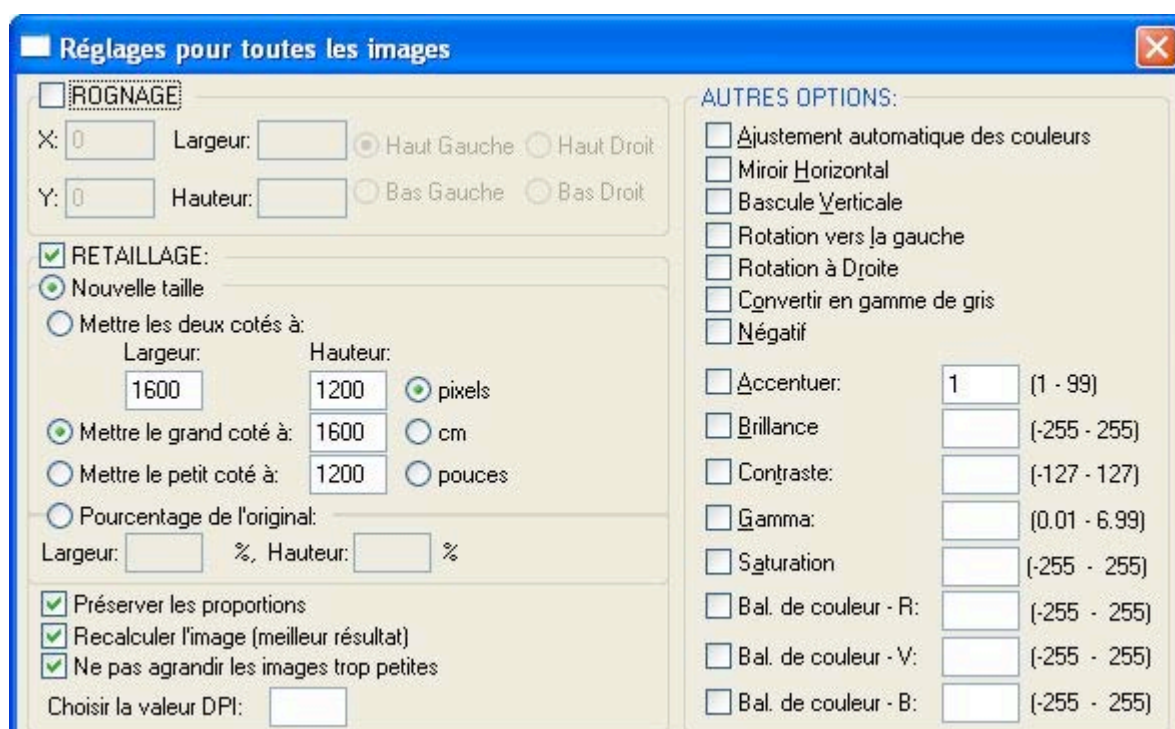 Réglages pour toutes les images
ROGNAGE
X: 0 Largeur: Haut Gauche Haut Droit
Y: 0 Hauteur: Bas Gauche Bas Droit
RETAILLAGE:
Nouvelle taille
Mettre les deux cotés à:
Largeur: Hauteur:
1600 1200 pixels
Mettre le grand coté à: 1600 cm
Mettre le petit coté à: 1200 pouces
Pourcentage de l'original:
Largeur: %, Hauteur: %
Préserver les proportions
Recalculer l'image (meilleur résultat)
Ne pas agrandir les images trop petites
Choisir la valeur DPI:
AUTRES OPTIONS:
Ajustement automatique des couleurs
Miroir Horizontal
Bascule Verticale
Rotation vers la gauche
Rotation à Droite
Convertir en gamme de gris
Négatif
Accentuer: 1 (1 - 99)
Brillance (-255 - 255)
Contraste: (-127 - 127)
Gamma: (0.01 - 6.99)
Saturation (-255 - 255)
Bal. de couleur - R: (-255 - 255)
Bal. de couleur - V: (-255 - 255)
Bal. de couleur - B: (-255 - 255)